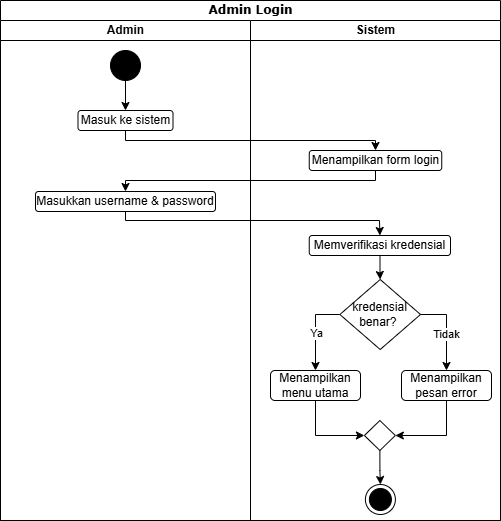 Admin Login
Admin
Sistem
Masuk ke sistem
Menampilkan form login
Masukkan username & password
Memverifikasi kredensial
kredensial
benar?
Ya
Tidak
Menampilkan
menu utama
Menampilkan
pesan error